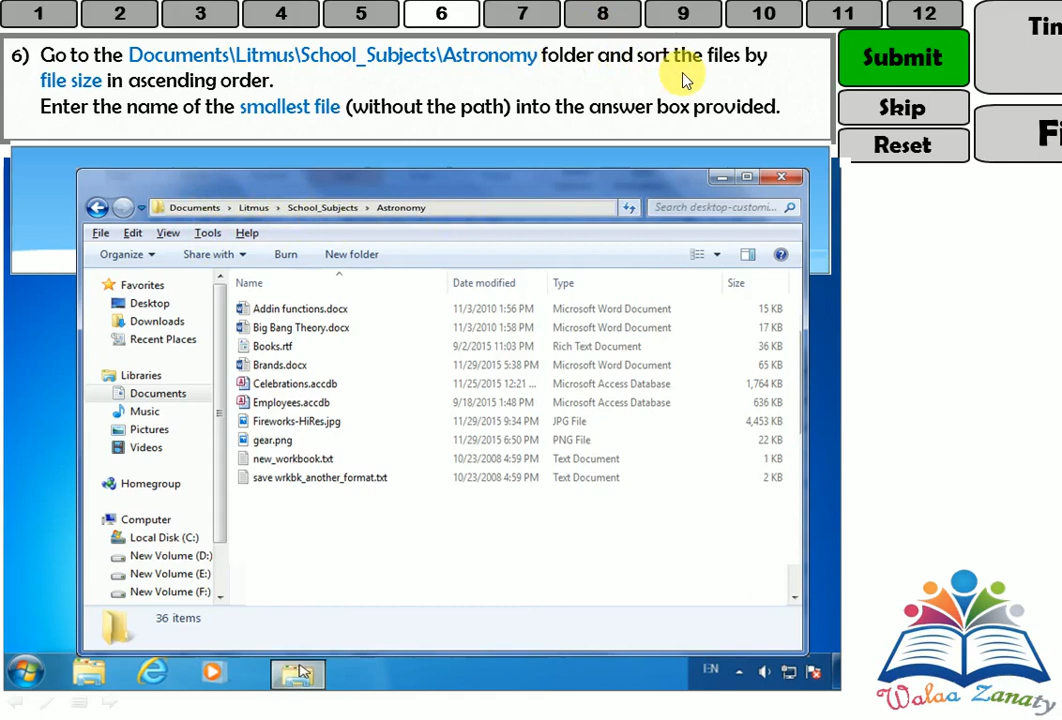 1 2 3 4 5 6 7 8 9 10 11 12
Tin
6) Go to the Documents\Litmus\School_Subjects\Astronomy folder and sort the files by
file size in ascending order.
Enter the name of the smallest file (without the path) into the answer box provided.
Submit
Skip
Reset
Fi
Documents Litmus School_Subjects Astronomy
Search desktop-customi...
File Edit View Tools Help
Organize Share with Burn New folder
Name Date modified Type Size
Favorites
Desktop
Downloads
Recent Places
Libraries
Documents
Music
Pictures
Videos
Homegroup
Computer
Local Disk (C:)
New Volume (D:)
New Volume (E:)
New Volume (F:)
Addin functions.docx 11/3/2010 1:56 PM Microsoft Word Document 15 KB
Big Bang Theory.docx 11/3/2010 1:58 PM Microsoft Word Document 17 KB
Books.rtf 9/2/2015 11:03 PM Rich Text Document 36 KB
Brands.docx 11/29/2015 5:38 PM Microsoft Word Document 65 KB
Celebrations.accdb 11/25/2015 12:21 ... Microsoft Access Database 1,764 KB
Employees.accdb 9/18/2015 1:48 PM Microsoft Access Database 636 KB
Fireworks-HiRes.jpg 11/29/2015 9:34 PM JPG File 4,453 KB
gear.png 11/29/2015 6:50 PM PNG File 22 KB
new_workbook.txt 10/23/2008 4:59 PM Text Document 1 KB
save wrkbk_another_format.txt 10/23/2008 4:59 PM Text Document 2 KB
36 items
EN
Walaa Zanaty